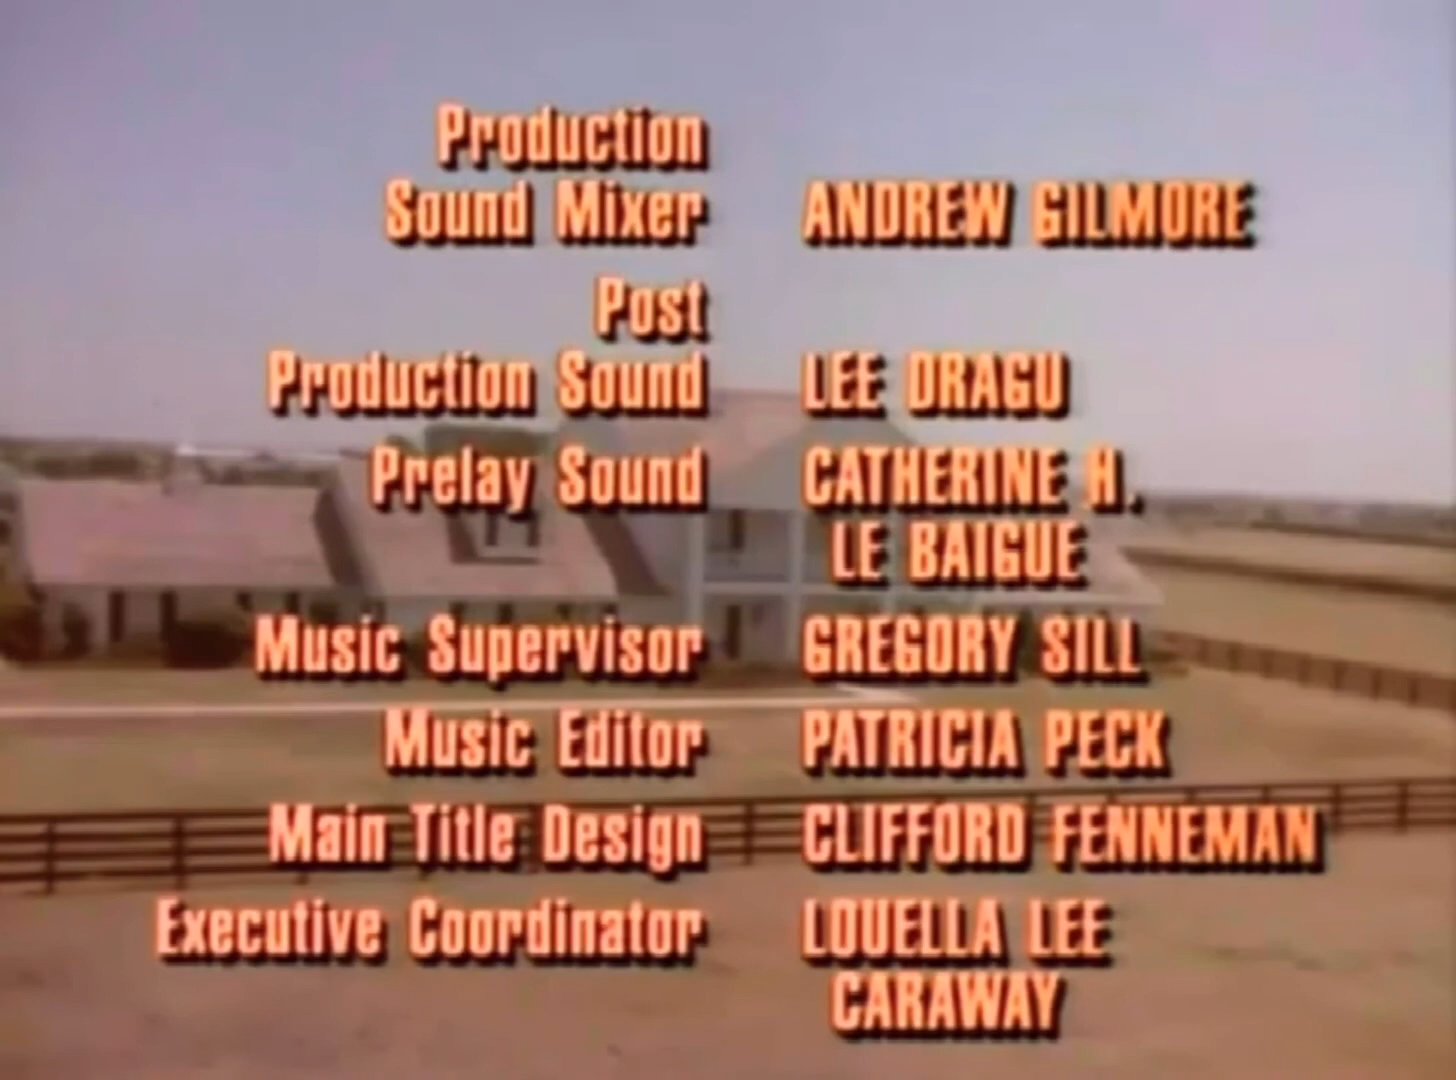 Production
Sound Mixer ANDREW GILMORE
Post
Production Sound LEE DRAGU
Prelay Sound CATHERINE H.
LE BAIGUE
Music Supervisor GREGORY SILL
Music Editor PATRICIA PECK
Main Title Design CLIFFORD FENNEMAN
Executive Coordinator LOUELLA LEE
CARAWAY